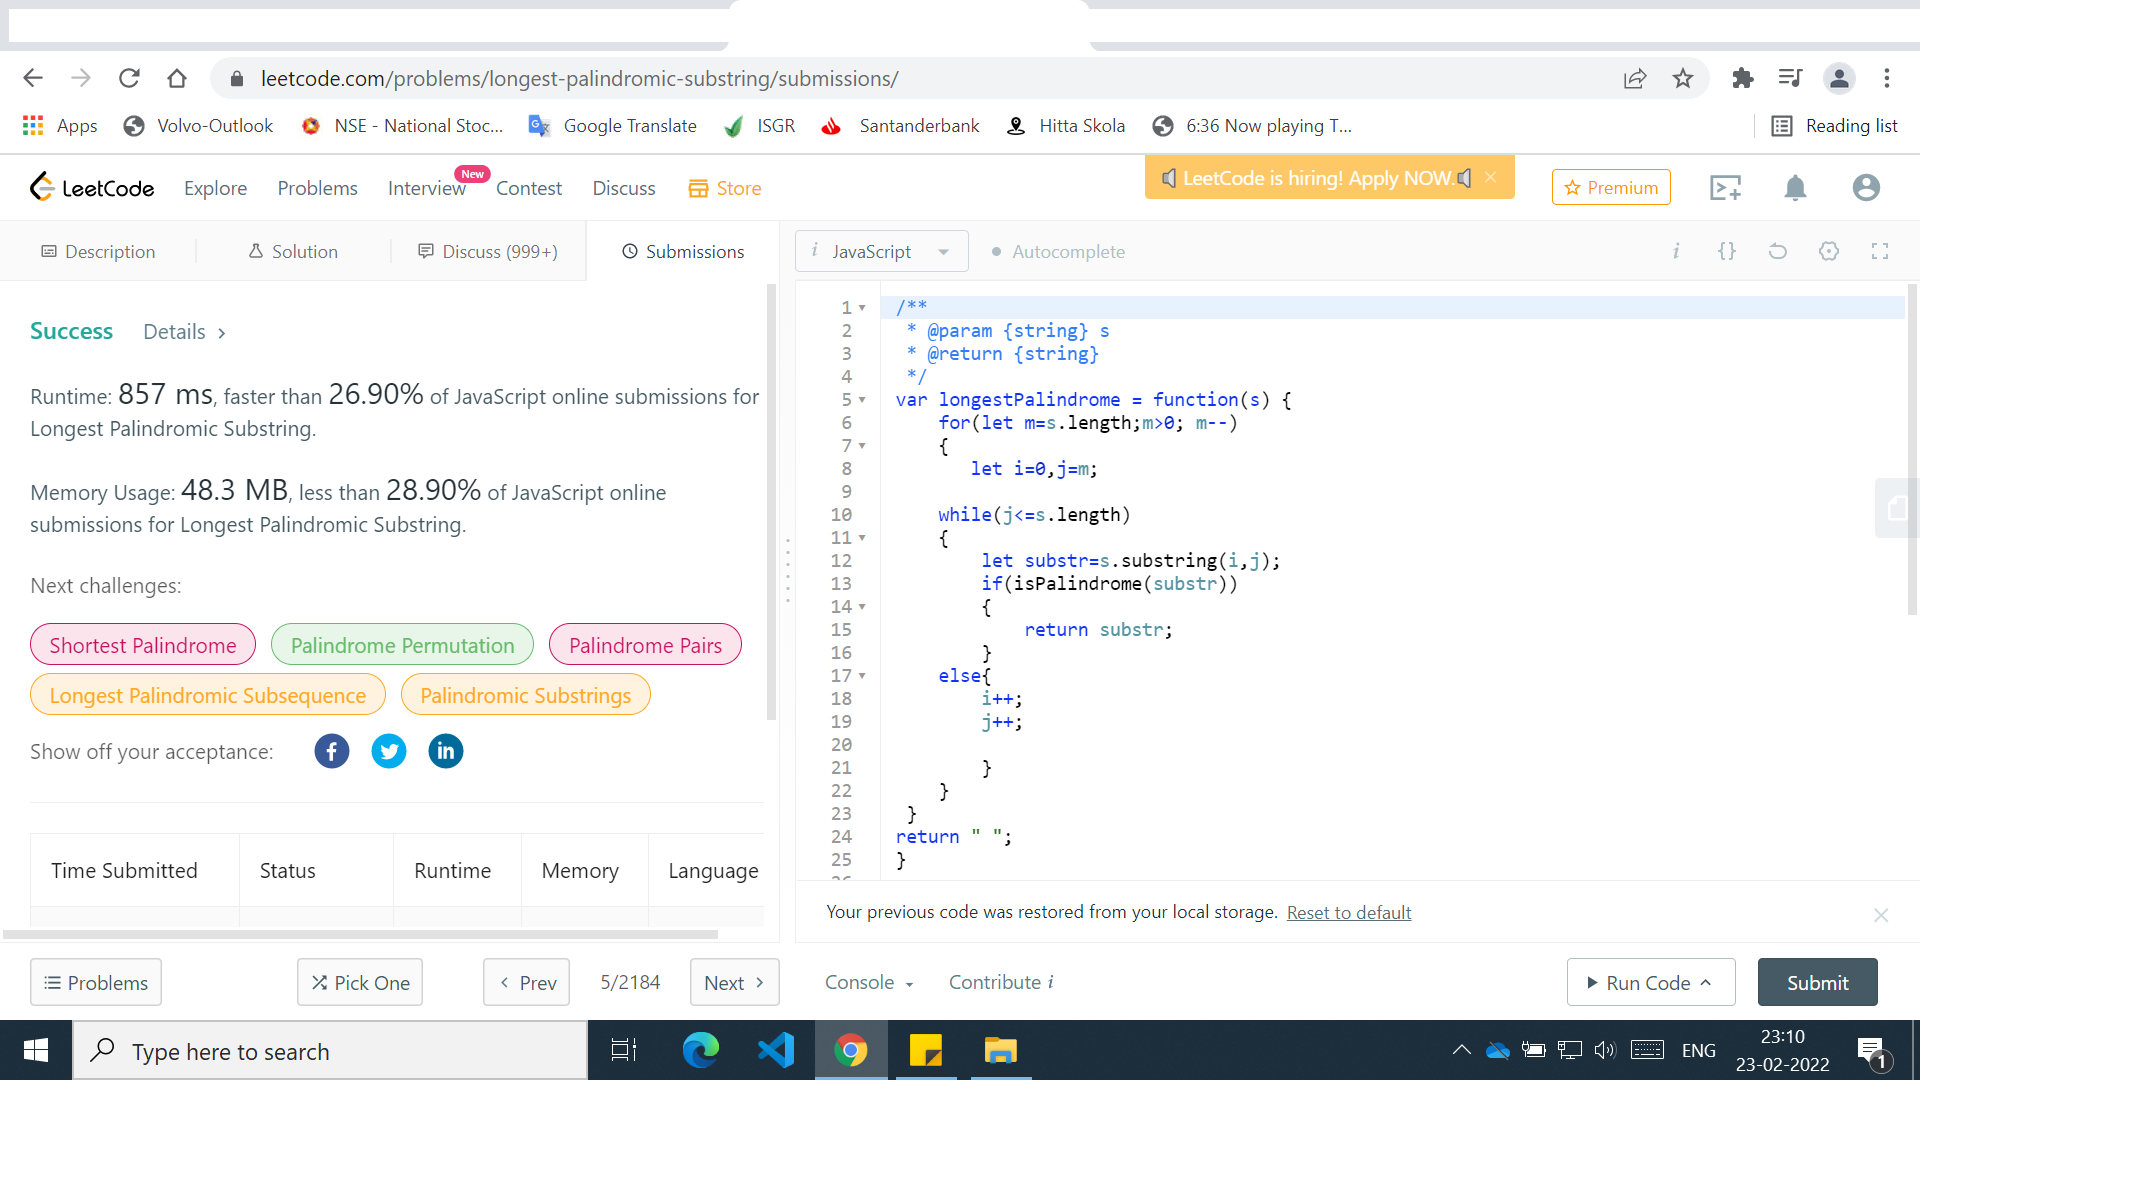 leetcode.com/problems/longest-palindromic-substring/submissions/
Apps Volvo-Outlook NSE - National Stoc... Google Translate ISGR Santanderbank Hitta Skola 6:36 Now playing T... Reading list
LeetCode Explore Problems Interview New Contest Discuss Store LeetCode is hiring! Apply NOW. Premium
Description Solution Discuss (999+) Submissions
Success Details
Runtime: 857 ms, faster than 26.90% of JavaScript online submissions for
Longest Palindromic Substring.
Memory Usage: 48.3 MB, less than 28.90% of JavaScript online
submissions for Longest Palindromic Substring.
Next challenges:
Shortest Palindrome Palindrome Permutation Palindrome Pairs
Longest Palindromic Subsequence Palindromic Substrings
Show off your acceptance:
Time Submitted Status Runtime Memory Language
i JavaScript Autocomplete i {}
1 /**
2 * @param {string} s
3 * @return {string}
4 */
5 var longestPalindrome = function(s) {
6 for(let m=s.length;m>0; m--)
7 {
8 let i=0,j=m;
9
10 while(j<=s.length)
11 {
12 let substr=s.substring(i,j);
13 if(isPalindrome(substr))
14 {
15 return substr;
16 }
17 else{
18 i++;
19 j++;
20
21 }
22 }
23 }
24 return " ";
25 }
Your previous code was restored from your local storage. Reset to default
Problems Pick One Prev 5/2184 Next Console Contribute i Run Code Submit
Type here to search ENG 23:10
23-02-2022 1